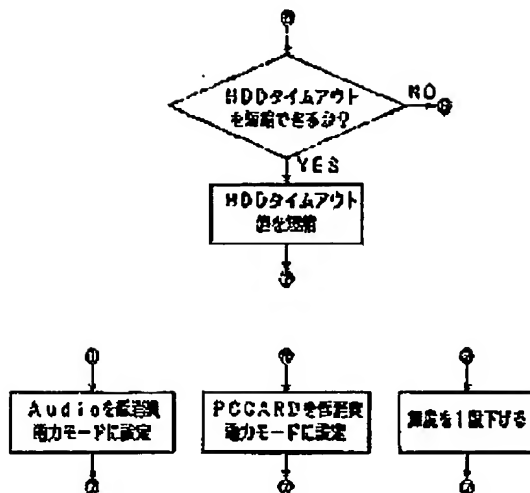 HDDタイムアウト
を短縮できるか?
NO
YES
HDDタイムアウト
値を短縮
Audioを低消費
電力モードに設定
PCCARDを低消費
電力モードに設定
輝度を1段下げる